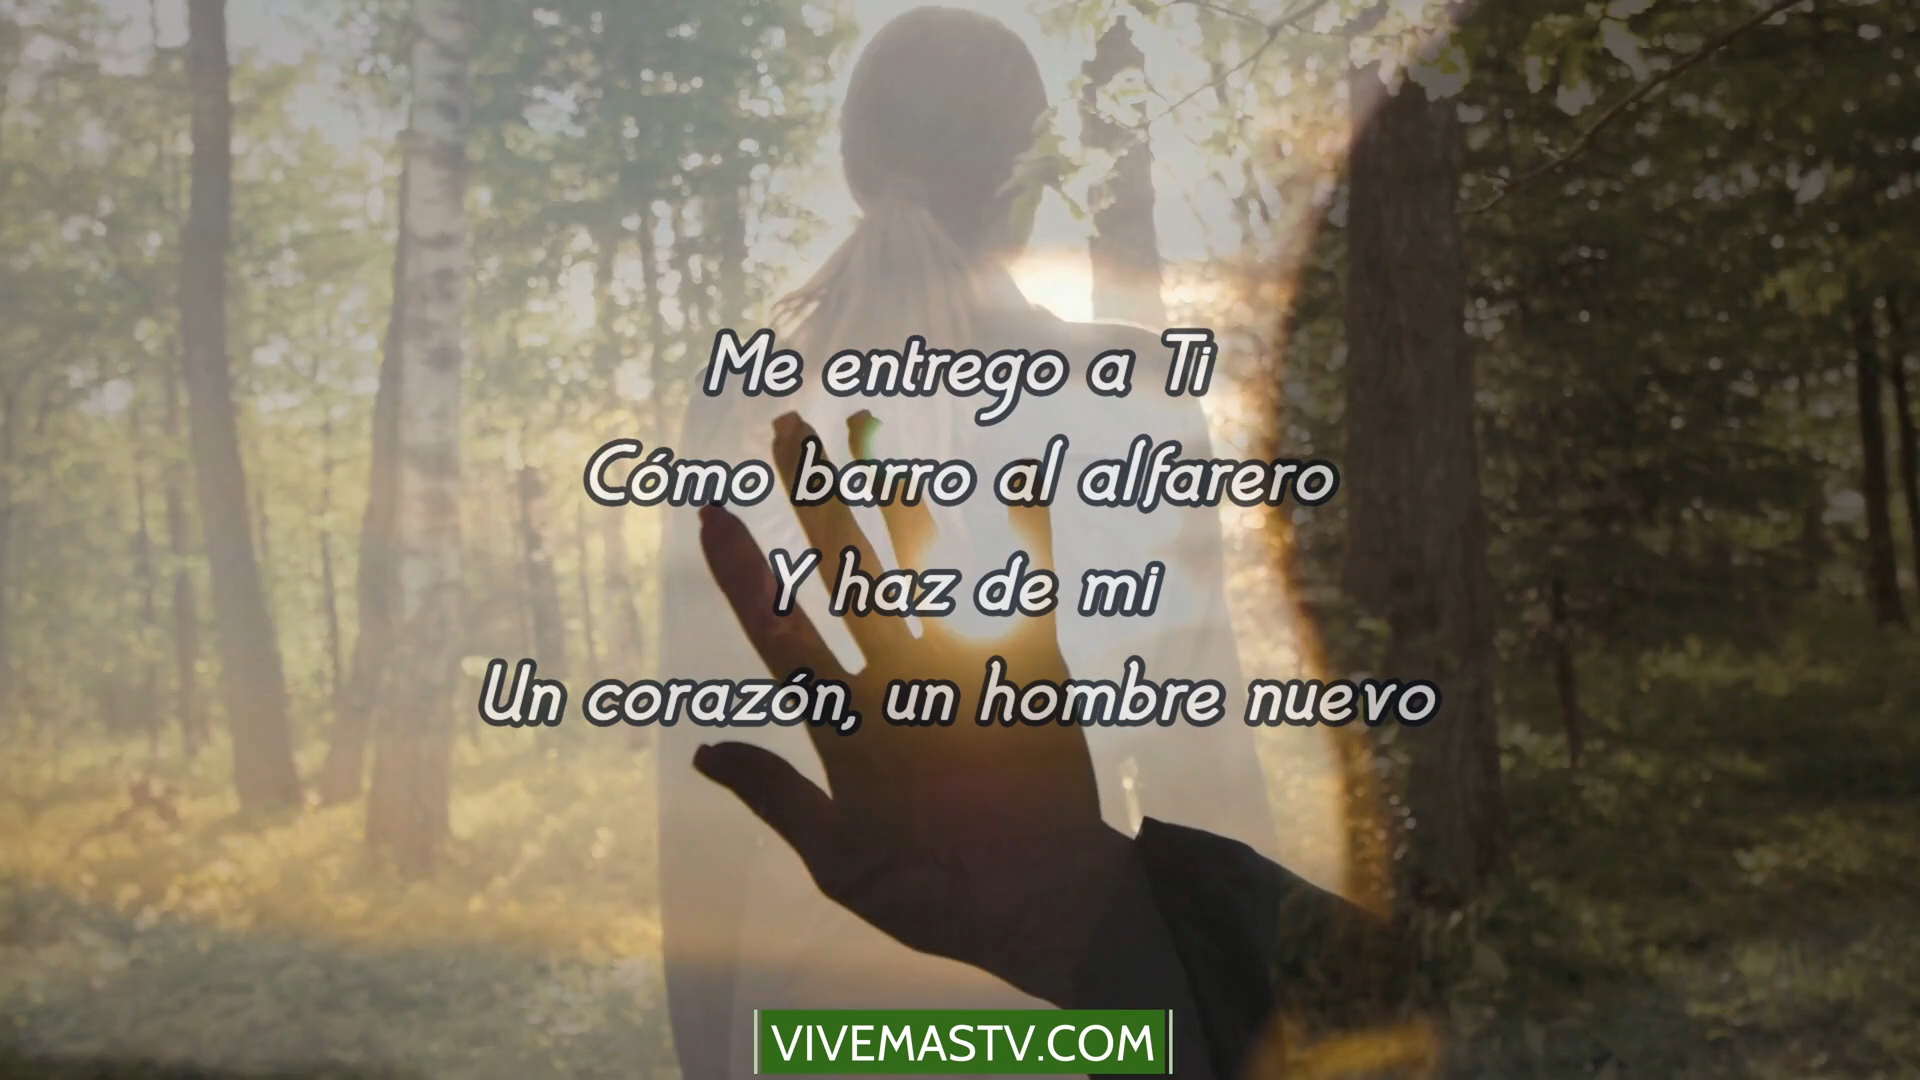 Me entrego a Ti
Cómo barro al alfarero
Y haz de mi
Un corazón, un hombre nuevo
VIVEMASTV.COM